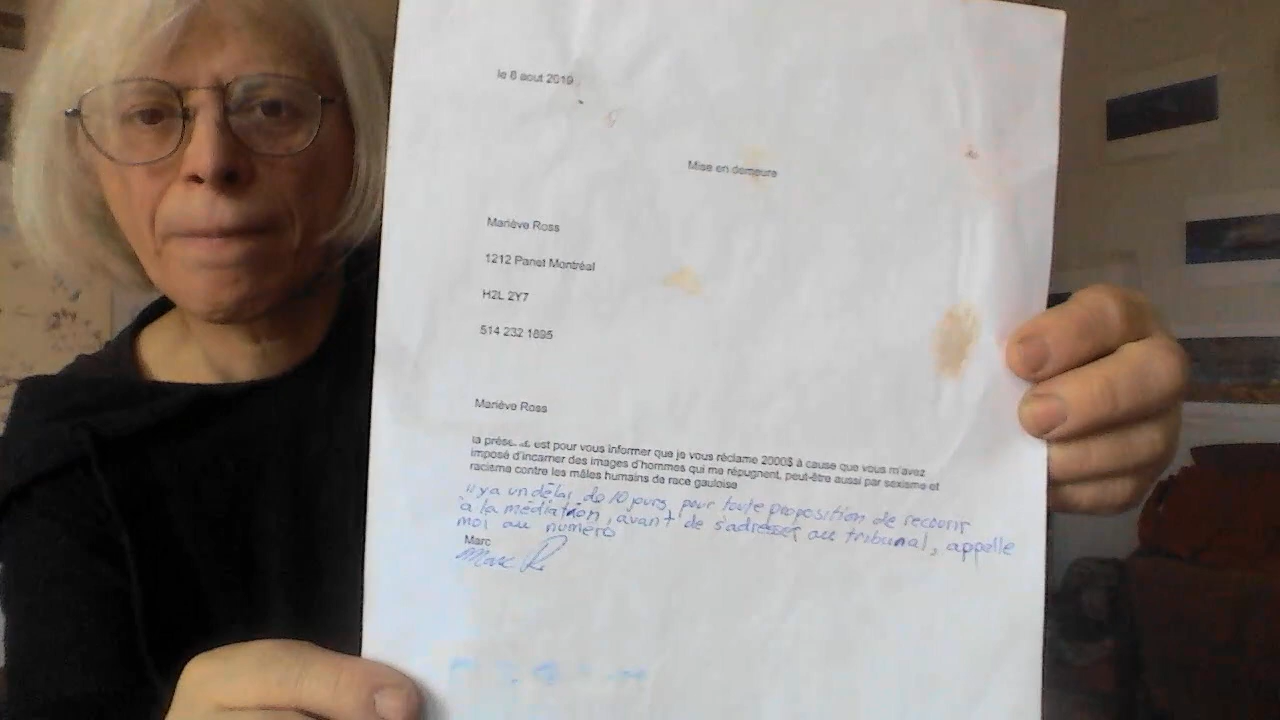 le 6 aout 2019
Mise en demeure
Mariève Ross
1212 Panet Montréal
H2L 2Y7
514 232 1895
Mariève Ross
la est pour vous informer que je vous réclame 2000$ à cause que vous m'avez
imposé d'incarner des images d'hommes qui me répugnent, peut-être aussi par sexisme et
racisme contre les mâles humains de race gauloise
il y a un délai de 10 jours, pour toute proposition de recourir
à la médiation, avant de s'adresser au tribunal, appelle
moi au numero
Marc
Marc